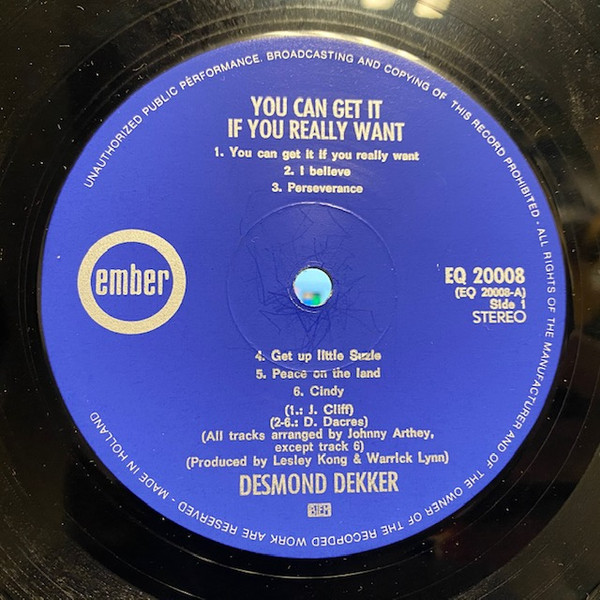 UNAUTHORIZED PUBLIC PERFORMANCE. BROADCASTING AND COPYING OF THIS RECORD PROHIBITED · ALL RIGHTS OF THE MANUFACTURER AND OF THE OWNER OF THE RECORDED WORK ARE RESERVED - MADE IN HOLLAND
YOU CAN GET IT
IF YOU REALLY WANT
1. You can get it if you really want
2. I believe
3. Perseverance
ember
EQ 20008
(EQ 20008-A)
Side 1
STEREO
4. Get up little Suzie
5. Peace on the land
6. Cindy
(1.: J. Cliff)
(2-6.: D. Dacres)
(All tracks arranged by Johnny Arthey,
except track 6)
(Produced by Lesley Kong & Warrick Lynn)
DESMOND DEKKER